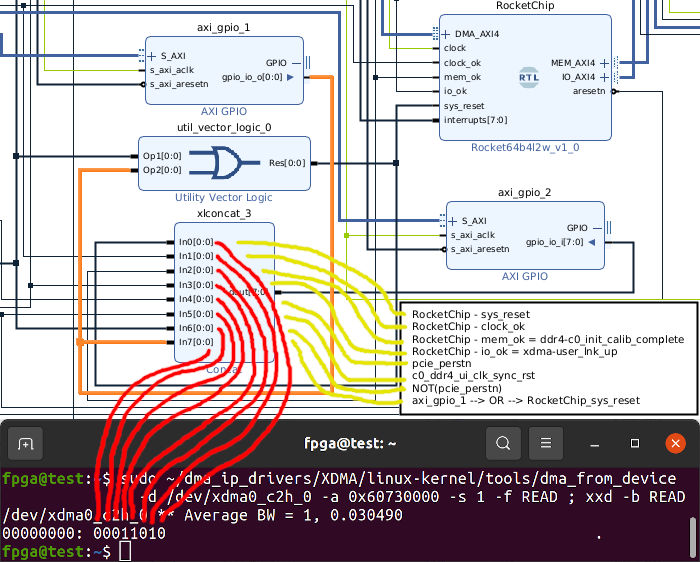 RocketChip
axi_gpio_1
S_AXI
s_axi_aclk
s_axi_aresetn
GPIO
gpio_io_o[0:0]
AXI GPIO
DMA_AXI4
clock
clock_ok
mem_ok
io_ok
sys_reset
interrupts[7:0]
RTL
MEM_AXI4
IO_AXI4
aresetn
Rocket64b4l2w_v1_0
util_vector_logic_0
Op1[0:0]
Op2[0:0]
Res[0:0]
Utility Vector Logic
axi_gpio_2
S_AXI
s_axi_aclk
s_axi_aresetn
GPIO
gpio_io_i[7:0]
AXI GPIO
xlconcat_3
In0[0:0]
In1[0:0]
In2[0:0]
In3[0:0]
In4[0:0]
In5[0:0]
In6[0:0]
In7[0:0]
dout[7:0]
Concat
RocketChip - sys_reset
RocketChip - clock_ok
RocketChip - mem_ok = ddr4-c0_init_calib_complete
RocketChip - io_ok = xdma-user_lnk_up
pcie_perstn
c0_ddr4_ui_clk_sync_rst
NOT(pcie_perstn)
axi_gpio_1 --> OR --> RocketChip_sys_reset
fpga@test: ~
fpga@test:~$ sudo ~/dma_ip_drivers/XDMA/linux-kernel/tools/dma_from_device
-d /dev/xdma0_c2h_0 -a 0x60730000 -s 1 -f READ ; xxd -b READ
/dev/xdma0_c2h_0 ** Average BW = 1, 0.030490
00000000: 00011010 .
fpga@test:~$